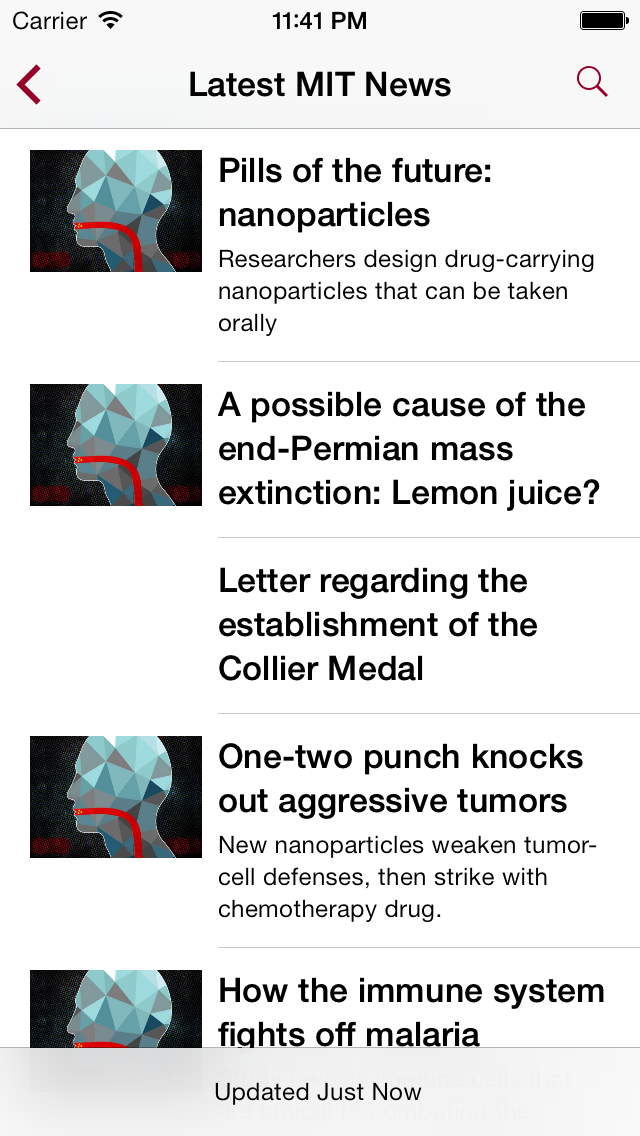 Carrier 11:41 PM
Latest MIT News
Pills of the future:
nanoparticles
Researchers design drug-carrying
nanoparticles that can be taken
orally
A possible cause of the
end-Permian mass
extinction: Lemon juice?
Letter regarding the
establishment of the
Collier Medal
One-two punch knocks
out aggressive tumors
New nanoparticles weaken tumor-
cell defenses, then strike with
chemotherapy drug.
How the immune system
fights off malaria
Updated Just Now